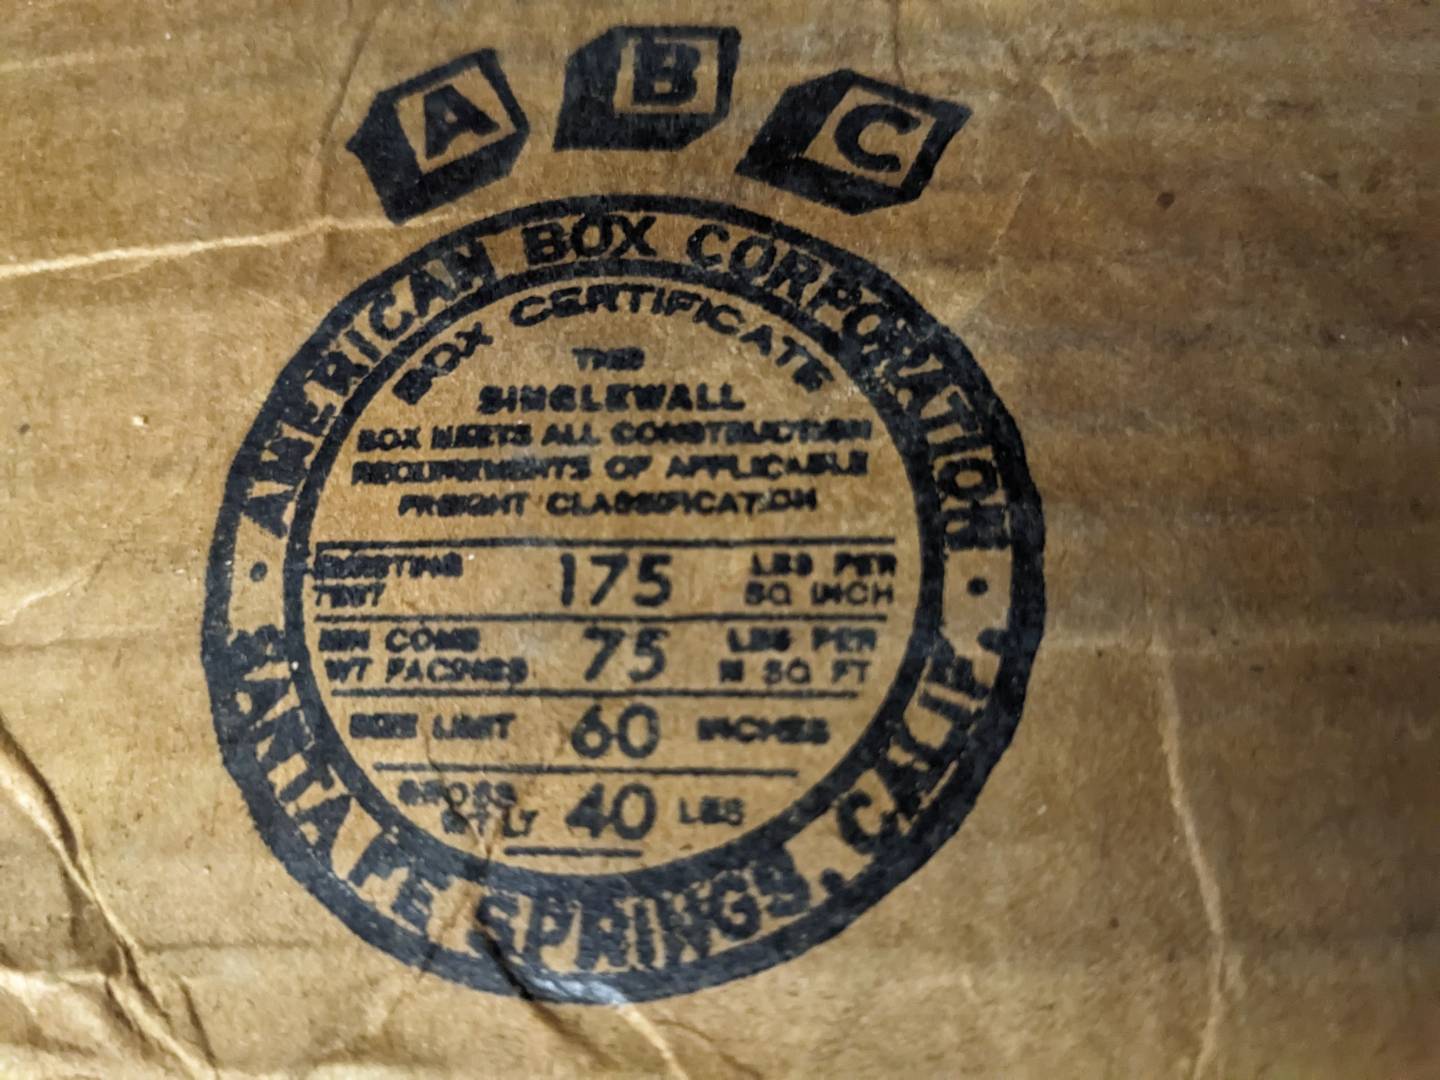 A B C
AMERICAN BOX CORPORATION
BOX CERTIFICATE
THIS
SINGLEWALL
BOX MEETS ALL CONSTRUCTION
REQUIREMENTS OF APPLICABLE
FREIGHT CLASSIFICATION
BURSTING TEST 175 LBS PER SQ INCH
MIN COMB WT FACINGS 75 LBS PER M SQ FT
SIZE LIMIT 60 INCHES
GROSS WT LT 40 LBS
SANTA FE SPRINGS, CALIF.